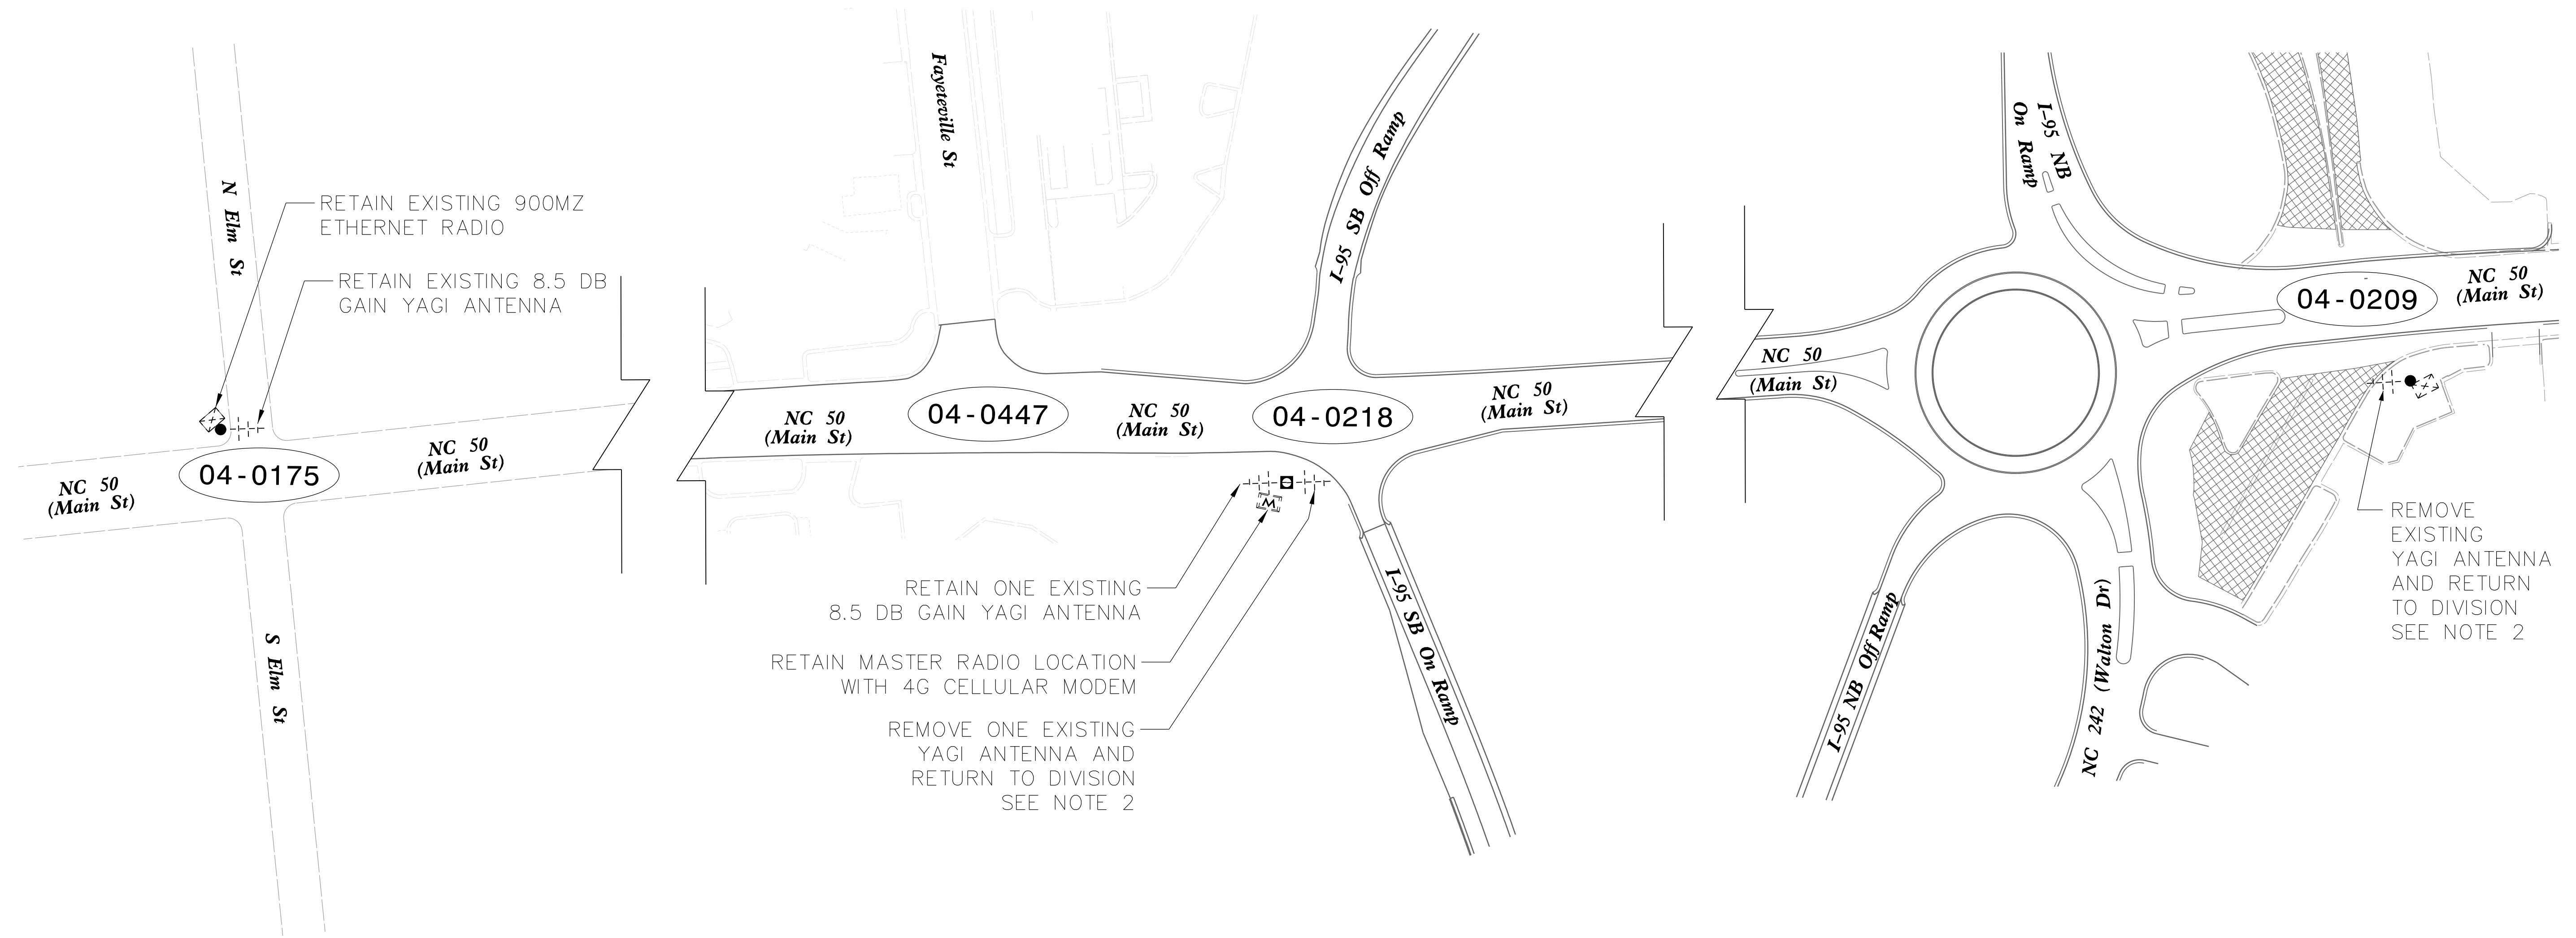 N Elm St
RETAIN EXISTING 900MZ
ETHERNET RADIO
RETAIN EXISTING 8.5 DB
GAIN YAGI ANTENNA
04-0175
NC 50
(Main St)
NC 50
(Main St)
S Elm St
Fayeteville St
I-95 SB Off Ramp
NC 50
(Main St)
04-0447
NC 50
(Main St)
04-0218
NC 50
(Main St)
M
RETAIN ONE EXISTING
8.5 DB GAIN YAGI ANTENNA
RETAIN MASTER RADIO LOCATION
WITH 4G CELLULAR MODEM
REMOVE ONE EXISTING
YAGI ANTENNA AND
RETURN TO DIVISION
SEE NOTE 2
I-95 SB On Ramp
I-95 NB
On Ramp
NC 50
(Main St)
04-0209
NC 50
(Main St)
I-95 NB Off Ramp
NC 242 (Walton Dr)
REMOVE
EXISTING
YAGI ANTENNA
AND RETURN
TO DIVISION
SEE NOTE 2